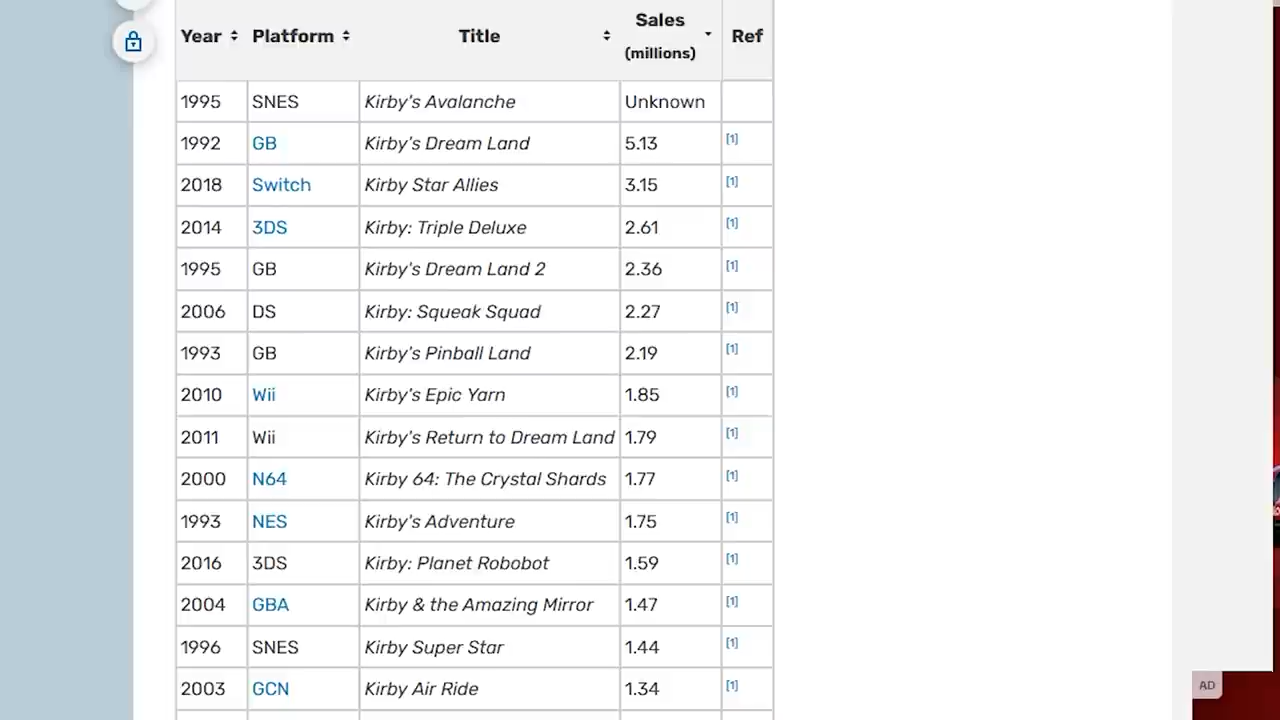 Year Platform Title Sales (millions) Ref
1995 SNES Kirby's Avalanche Unknown
1992 GB Kirby's Dream Land 5.13 [1]
2018 Switch Kirby Star Allies 3.15 [1]
2014 3DS Kirby: Triple Deluxe 2.61 [1]
1995 GB Kirby's Dream Land 2 2.36 [1]
2006 DS Kirby: Squeak Squad 2.27 [1]
1993 GB Kirby's Pinball Land 2.19 [1]
2010 Wii Kirby's Epic Yarn 1.85 [1]
2011 Wii Kirby's Return to Dream Land 1.79 [1]
2000 N64 Kirby 64: The Crystal Shards 1.77 [1]
1993 NES Kirby's Adventure 1.75 [1]
2016 3DS Kirby: Planet Robobot 1.59 [1]
2004 GBA Kirby & the Amazing Mirror 1.47 [1]
1996 SNES Kirby Super Star 1.44 [1]
2003 GCN Kirby Air Ride 1.34 [1]
AD